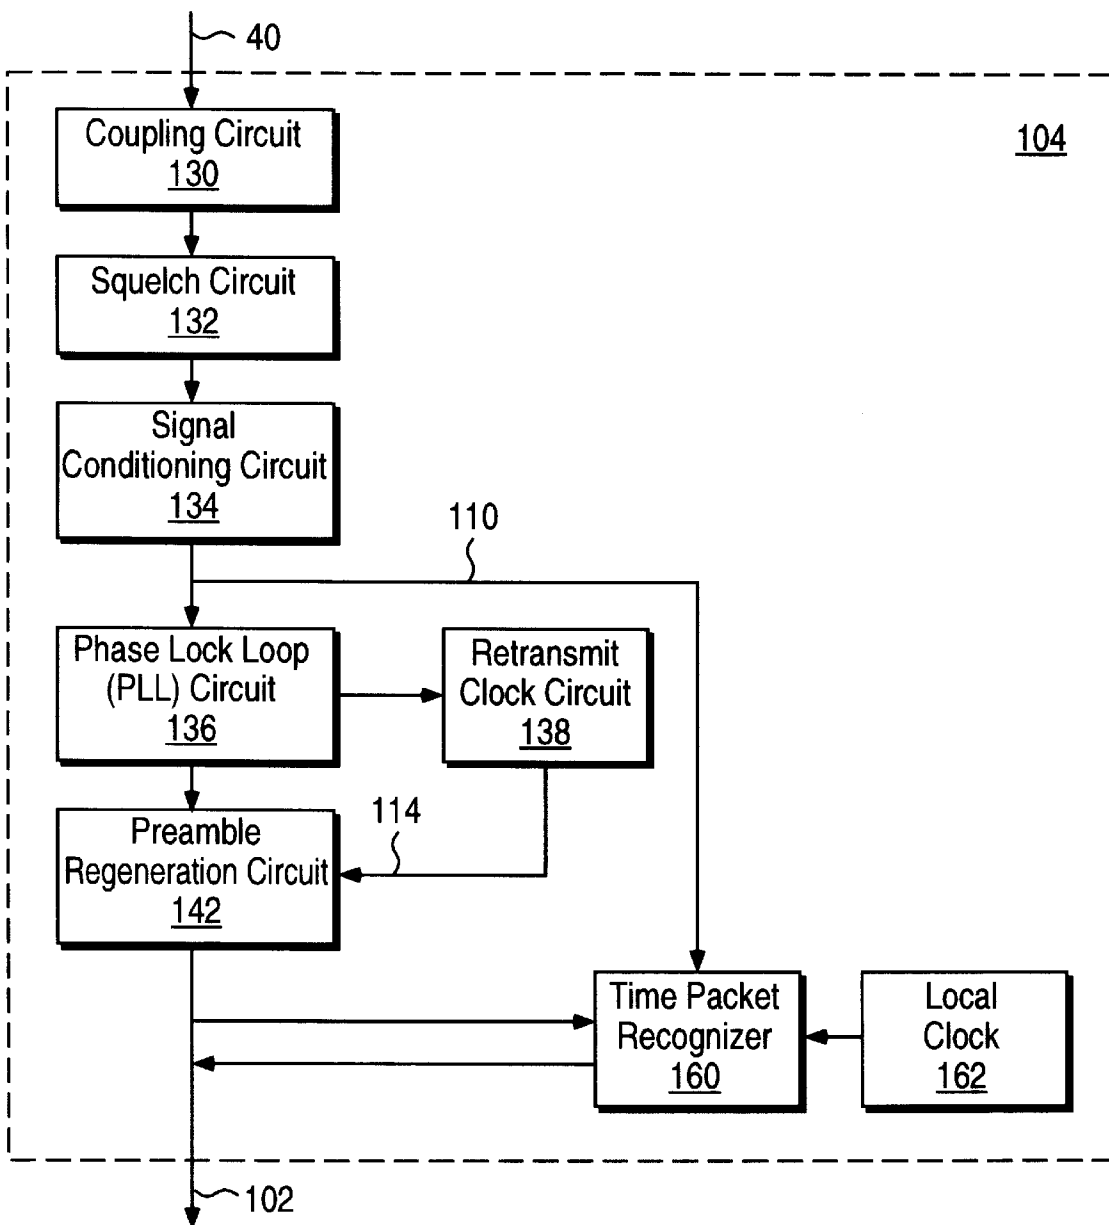 40
104
Coupling Circuit
130
Squelch Circuit
132
Signal
Conditioning Circuit
134
110
Phase Lock Loop
(PLL) Circuit
136
Retransmit
Clock Circuit
138
114
Preamble
Regeneration Circuit
142
Time Packet
Recognizer
160
Local
Clock
162
102